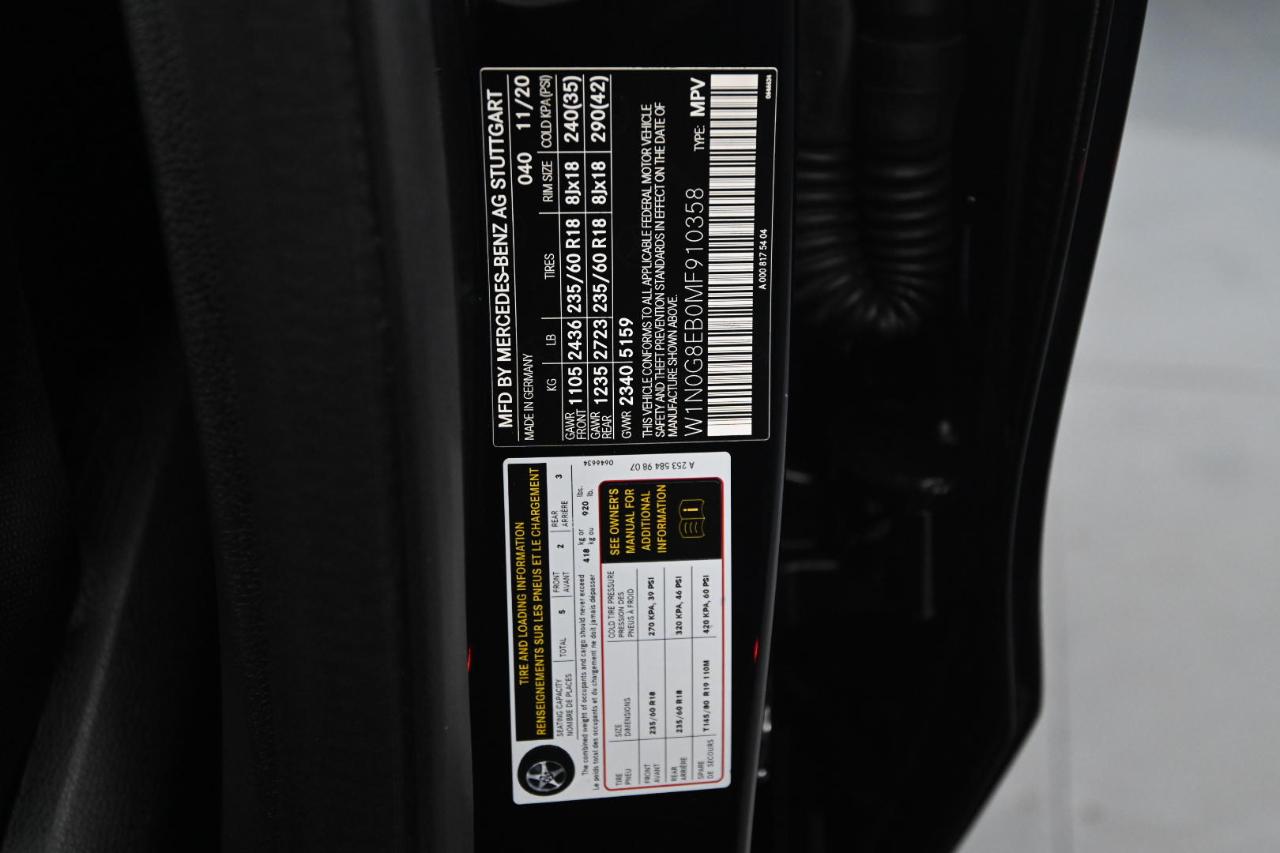 MFD BY MERCEDES-BENZ AG STUTTGART
MADE IN GERMANY 040 11/20
KG LB TIRES RIM SIZE COLD KPA(PSI)
GAWR FRONT 1105 2436 235/60 R18 8Jx18 240(35)
GAWR REAR 1235 2723 235/60 R18 8Jx18 290(42)
GVWR 2340 5159
THIS VEHICLE CONFORMS TO ALL APPLICABLE FEDERAL MOTOR VEHICLE
SAFETY AND THEFT PREVENTION STANDARDS IN EFFECT ON THE DATE OF
MANUFACTURE SHOWN ABOVE.
W1N0G8EB0MF910358 TYPE: MPV
A 000 817 54 04
0646634
TIRE AND LOADING INFORMATION
RENSEIGNEMENTS SUR LES PNEUS ET LE CHARGEMENT
SEATING CAPACITY TOTAL 5 FRONT 2 REAR 3
NOMBRE DE PLACES AVANT ARRIÈRE
The combined weight of occupants and cargo should never exceed 418 kg or 920 lbs.
Le poids total des occupants et du chargement ne doit jamais dépasser kg ou lb.
TIRE SIZE COLD TIRE PRESSURE
PNEU DIMENSIONS PRESSION DES
PNEUS À FROID
FRONT 235/60 R18 270 KPA, 39 PSI
AVANT
REAR 235/60 R18 320 KPA, 46 PSI
ARRIÈRE
SPARE T145/80 R19 110M 420 KPA, 60 PSI
DE SECOURS
SEE OWNER'S
MANUAL FOR
ADDITIONAL
INFORMATION
i
0646634
A 253 584 98 07